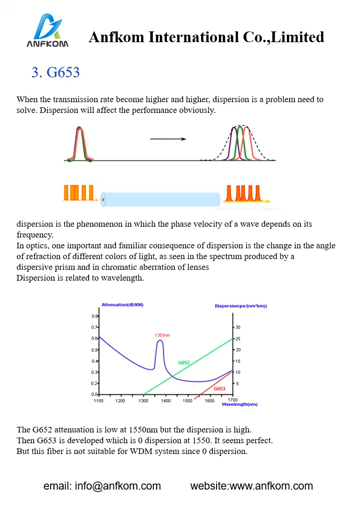 ANFKOM
Anfkom International Co.,Limited
3. G653
When the transmission rate become higher and higher, dispersion is a problem need to
solve. Dispersion will affect the performance obviously.
dispersion is the phenomenon in which the phase velocity of a wave depends on its
frequency.
In optics, one important and familiar consequence of dispersion is the change in the angle
of refraction of different colors of light, as seen in the spectrum produced by a
dispersive prism and in chromatic aberration of lenses
Dispersion is related to wavelength.
Attenuation(dB/KM)
Dispersion:ps/(nm*km)
0.8
0.7
0.6
0.5
0.4
0.3
0.2
0.0
1383nm
G652
G653
30
25
20
15
10
5
1100 1200 1300 1400 1500 1600 1700
Wavelength(nm)
The G652 attenuation is low at 1550nm but the dispersion is high.
Then G653 is developed which is 0 dispersion at 1550. It seems perfect.
But this fiber is not suitable for WDM system since 0 dispersion.
email: info@anfkom.com website:www.anfkom.com